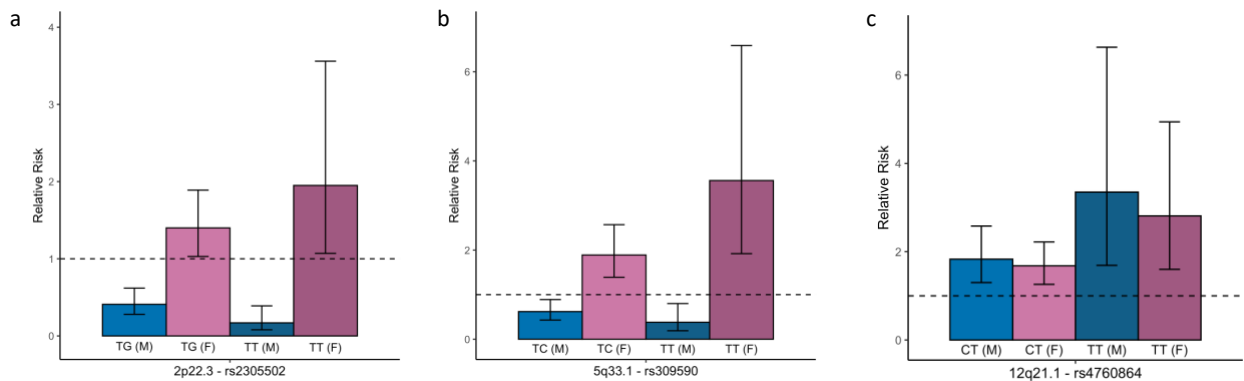 a
Relative Risk
4
3
2
1
0
TG (M) TG (F) TT (M) TT (F)
2p22.3 - rs2305502
b
Relative Risk
6
4
2
0
TC (M) TC (F) TT (M) TT (F)
5q33.1 - rs309590
c
Relative Risk
6
4
2
0
CT (M) CT (F) TT (M) TT (F)
12q21.1 - rs4760864